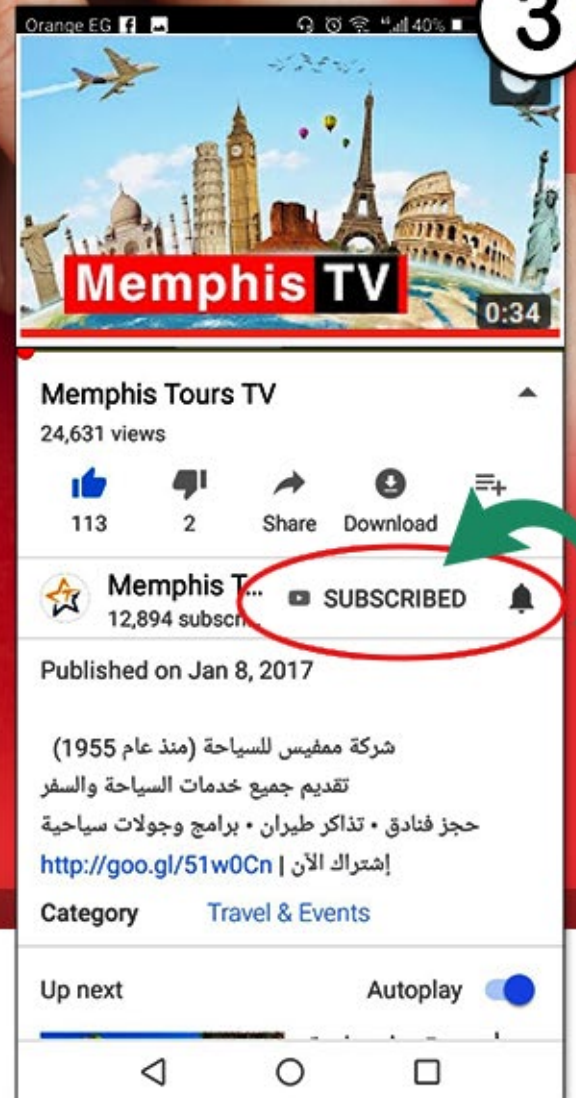 3
Orange EG 40%
Memphis TV
0:34
Memphis Tours TV
24,631 views
113 2 Share Download
Memphis T... SUBSCRIBED
12,894 subscri...
Published on Jan 8, 2017
شركة ممفيس للسياحة (منذ عام 1955)
تقديم جميع خدمات السياحة والسفر
حجز فنادق • تذاكر طيران • برامج وجولات سياحية
إشتراك الآن | http://goo.gl/51w0Cn
Category Travel & Events
Up next Autoplay